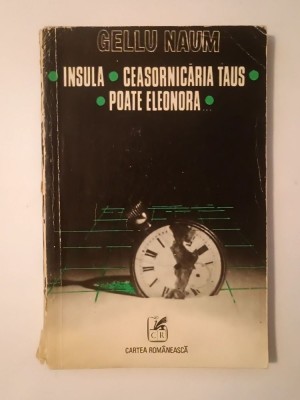 GELLU NAUM
• INSULA • CEASORNICĂRIA TAUS •
• POATE ELEONORA... •
CR
CARTEA ROMÂNEASCĂ